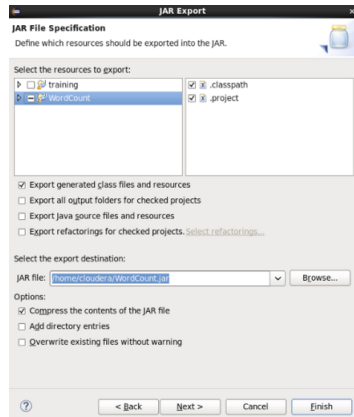 JAR Export
JAR File Specification
Define which resources should be exported into the JAR.
Select the resources to export:
training
WordCount
.classpath
.project
Export generated class files and resources
Export all output folders for checked projects
Export Java source files and resources
Export refactorings for checked projects. Select refactorings...
Select the export destination:
JAR file: /home/cloudera/WordCount.jar Browse...
Options:
Compress the contents of the JAR file
Add directory entries
Overwrite existing files without warning
< Back Next > Cancel Finish